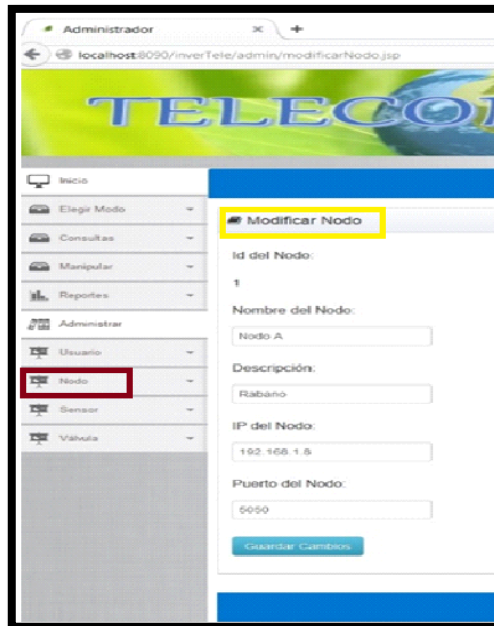 Administrador
localhost:8090/inverTele/admin/modificarNodo.jsp
TELECO
Inicio
Elegir Modo
Consultas
Manipular
Reportes
Administrar
Usuario
Nodo
Sensor
Válvula
Modificar Nodo
Id del Nodo:
1
Nombre del Nodo:
Nodo A
Descripción:
Rábano
IP del Nodo:
192.168.1.8
Puerto del Nodo:
5050
Guardar Cambios